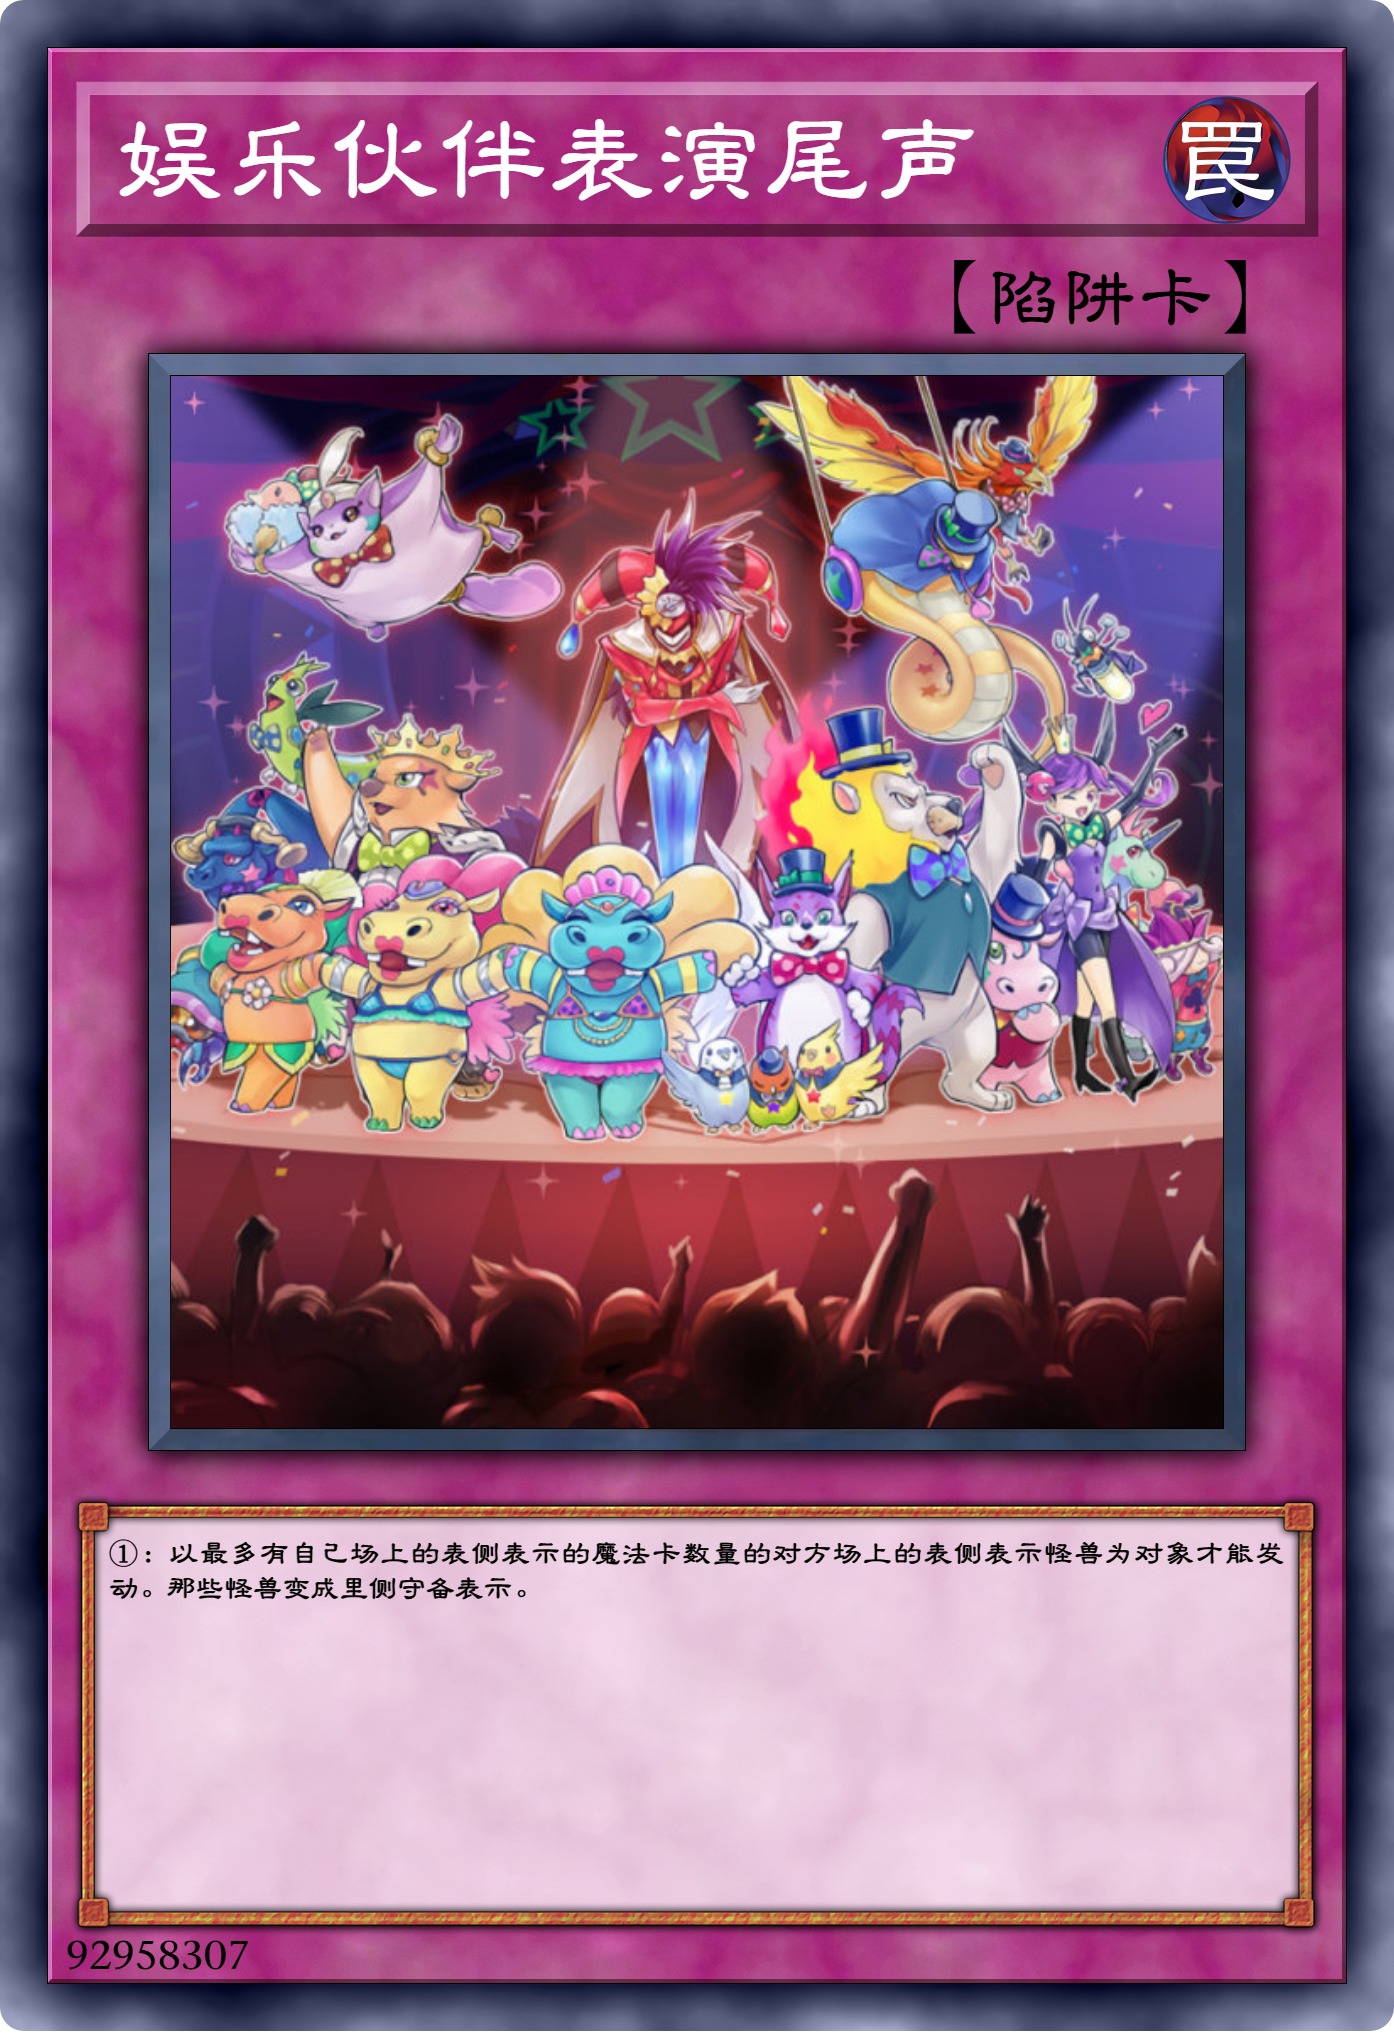 娱乐伙伴表演尾声
罠
【陷阱卡】
①：以最多有自己场上的表侧表示的魔法卡数量的对方场上的表侧表示怪兽为对象才能发
动。那些怪兽变成里侧守备表示。
92958307